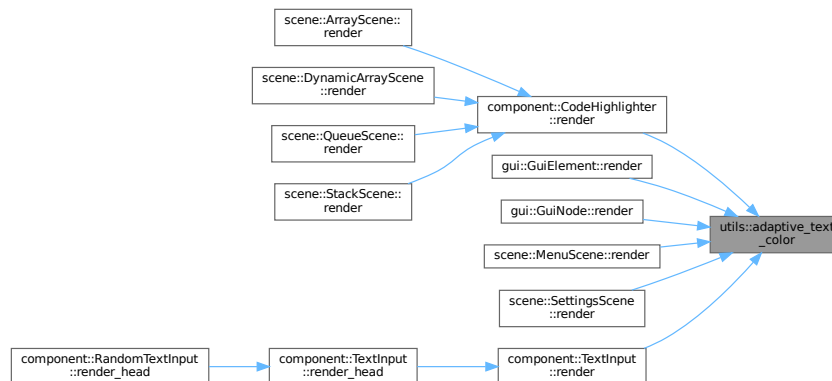 scene::ArrayScene::
render
scene::DynamicArrayScene
::render
component::CodeHighlighter
::render
scene::QueueScene::
render
gui::GuiElement::render
scene::StackScene::
render
gui::GuiNode::render
utils::adaptive_text
_color
scene::MenuScene::render
scene::SettingsScene
::render
component::RandomTextInput
::render_head
component::TextInput
::render_head
component::TextInput
::render